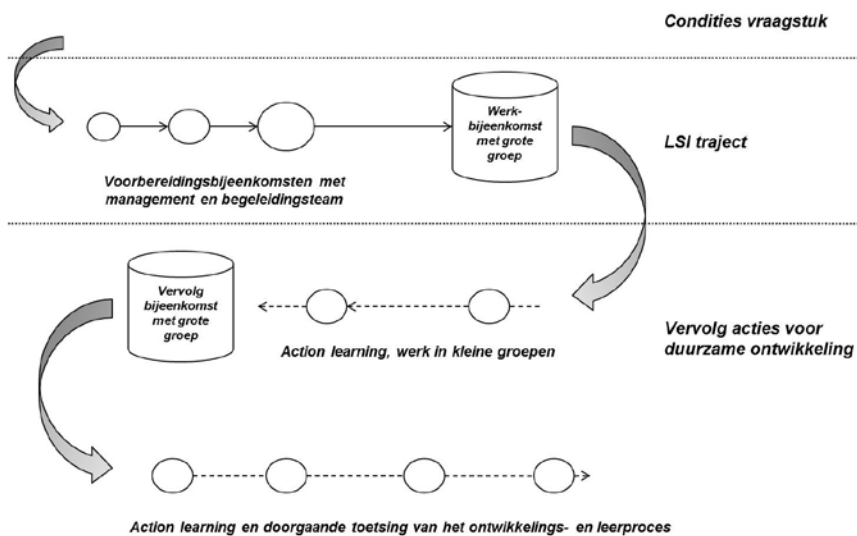 Condities vraagstuk
Werk-
bijeenkomst
met grote
groep
LSI traject
Voorbereidingsbijeenkomsten met
management en begeleidingsteam
Vervolg
bijeenkomst
met grote
groep
Action learning, werk in kleine groepen
Vervolg acties voor
duurzame ontwikkeling
Action learning en doorgaande toetsing van het ontwikkelings- en leerproces